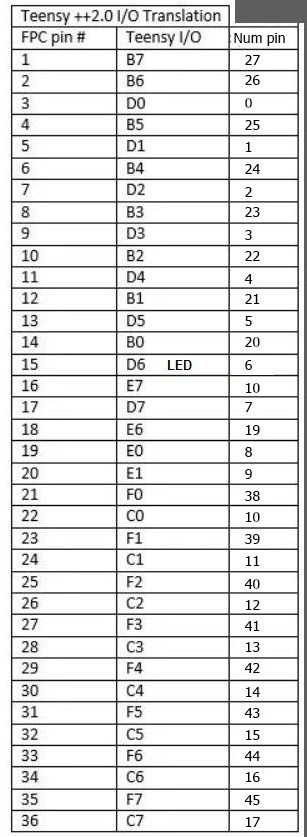 Teensy ++2.0 I/O Translation
FPC pin # Teensy I/O Num pin
1 B7 27
2 B6 26
3 D0 0
4 B5 25
5 D1 1
6 B4 24
7 D2 2
8 B3 23
9 D3 3
10 B2 22
11 D4 4
12 B1 21
13 D5 5
14 B0 20
15 D6 LED 6
16 E7 10
17 D7 7
18 E6 19
19 E0 8
20 E1 9
21 F0 38
22 C0 10
23 F1 39
24 C1 11
25 F2 40
26 C2 12
27 F3 41
28 C3 13
29 F4 42
30 C4 14
31 F5 43
32 C5 15
33 F6 44
34 C6 16
35 F7 45
36 C7 17